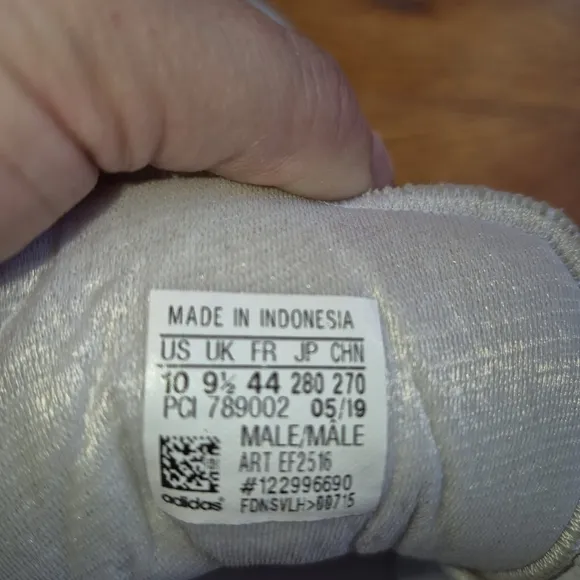 MADE IN INDONESIA
US UK FR JP CHN
10 9½ 44 280 270
PCI 789002 05/19
MALE/MÂLE
ART EF2516
#122996690
adidas FDNSVLH>00715